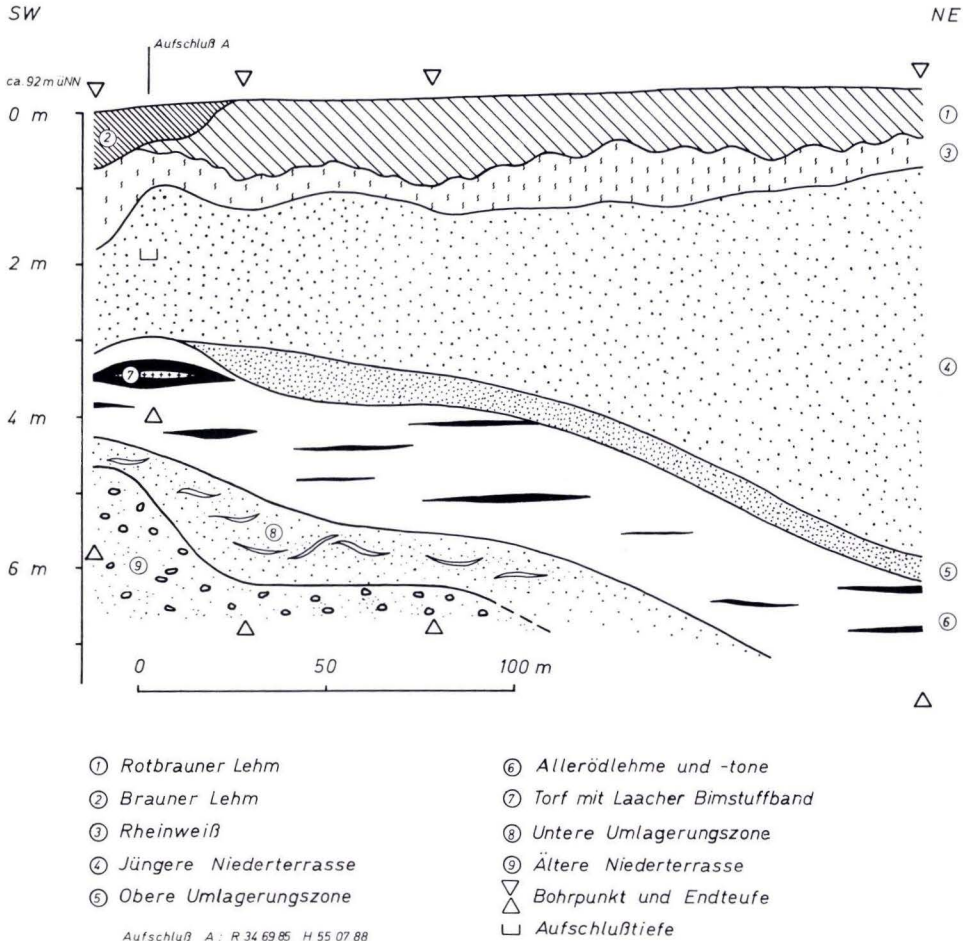 SW
NE
Aufschluß A
ca. 92 m üNN
0 m
2 m
4 m
6 m
①
②
③
④
⑤
⑥
⑦
⑧
⑨
0 50 100 m
① Rotbrauner Lehm
② Brauner Lehm
③ Rheinweiß
④ Jüngere Niederterrasse
⑤ Obere Umlagerungszone
Aufschluß A: R 34 69 85 H 55 07 88
⑥ Allerödlehme und -tone
⑦ Torf mit Laacher Bimstuffband
⑧ Untere Umlagerungszone
⑨ Ältere Niederterrasse
Bohrpunkt und Endteufe
Aufschlußtiefe